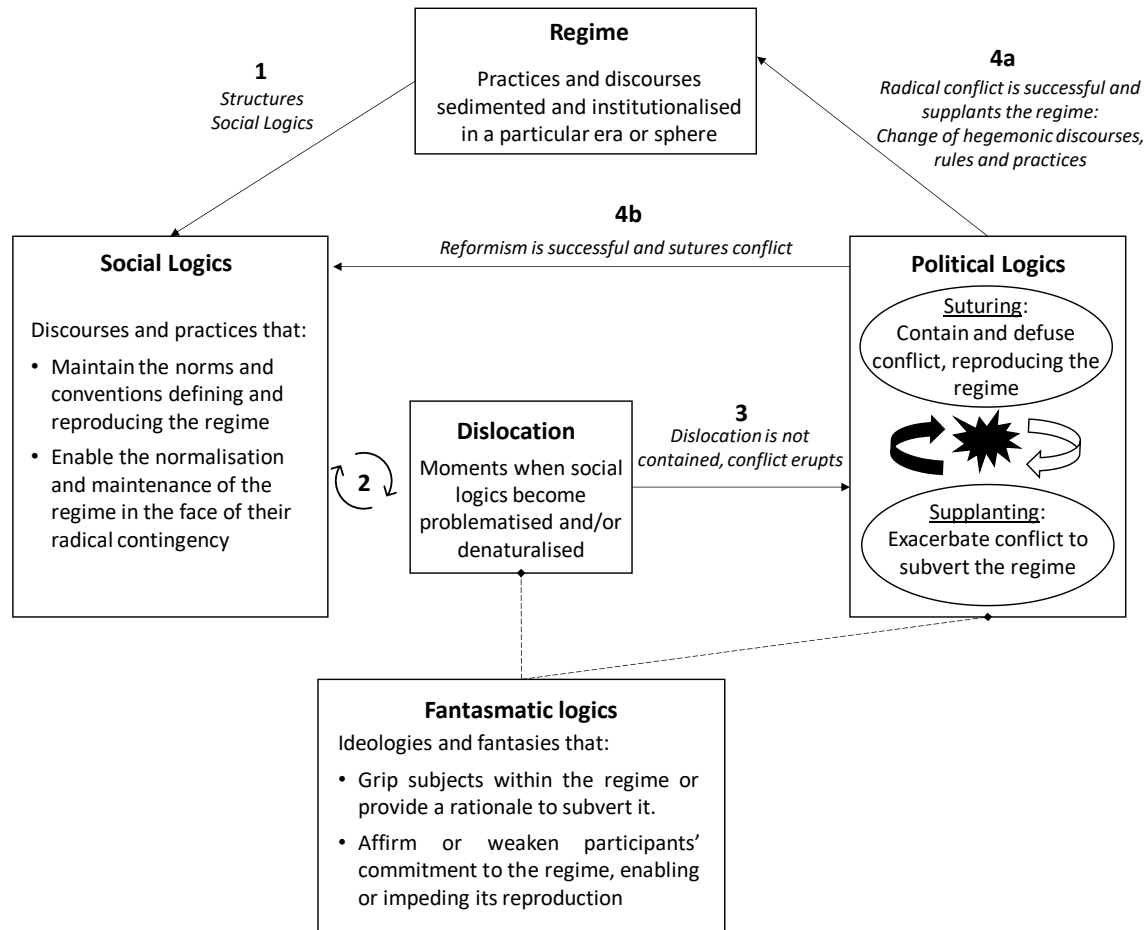 Regime
Practices and discourses
sedimented and institutionalised
in a particular era or sphere
1
Structures
Social Logics
4a
Radical conflict is successful and
supplants the regime:
Change of hegemonic discourses,
rules and practices
4b
Reformism is successful and sutures conflict
Social Logics
Discourses and practices that:
• Maintain the norms and
conventions defining and
reproducing the regime
• Enable the normalisation
and maintenance of the
regime in the face of their
radical contingency
2
Dislocation
Moments when social
logics become
problematised and/or
denaturalised
3
Dislocation is not
contained, conflict erupts
Political Logics
Suturing:
Contain and defuse
conflict, reproducing the
regime
Supplanting:
Exacerbate conflict to
subvert the regime
Fantasmatic logics
Ideologies and fantasies that:
• Grip subjects within the regime or
provide a rationale to subvert it.
• Affirm or weaken participants’
commitment to the regime, enabling
or impeding its reproduction